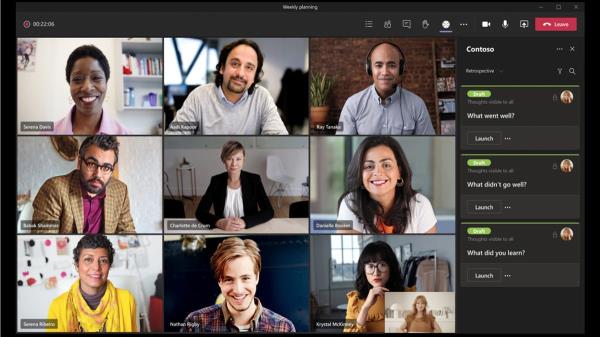 Weekly planning
00:22:06
Leave
Contoso
Retrospective
Draft
Thoughts visible to all
What went well?
Launch
Draft
Thoughts visible to all
What didn't go well?
Launch
Draft
Thoughts visible to all
What did you learn?
Launch
Serena Davis
Aadi Kapoor
Ray Tanaka
Babak Shammas
Charlotte de Crum
Danielle Booker
Serena Ribeiro
Nathan Rigby
Krystal McKinney